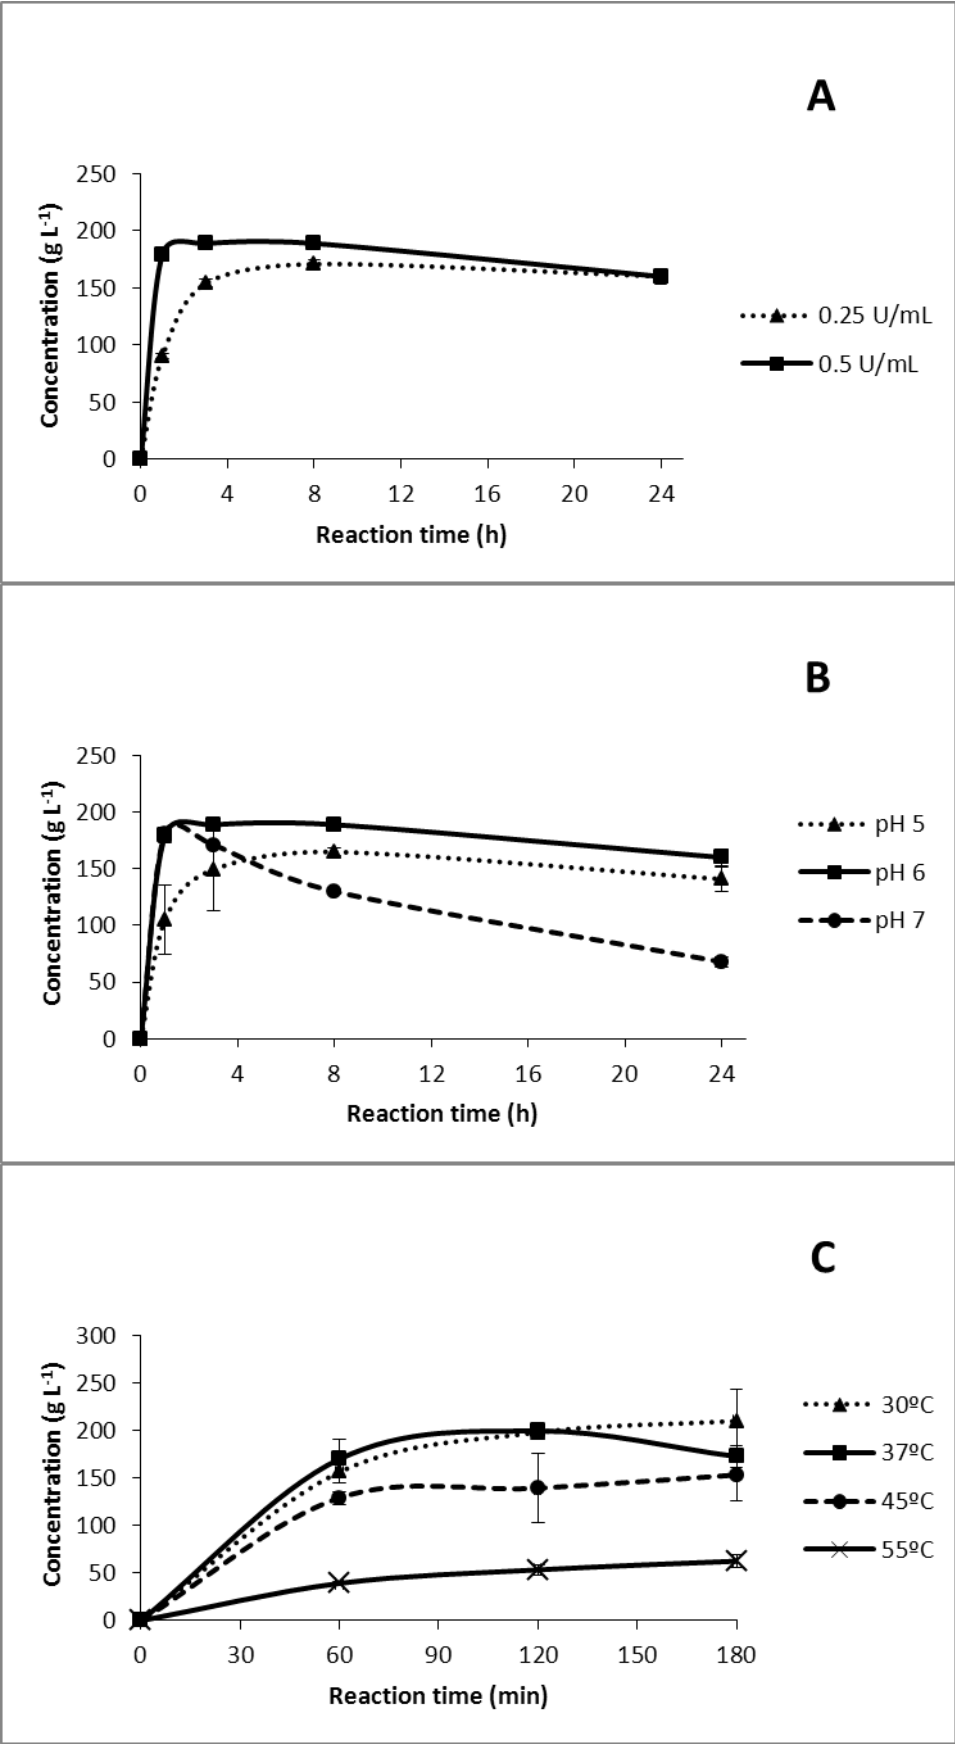 A
Concentration (g L-1)
250
200
150
100
50
0
0 4 8 12 16 20 24
Reaction time (h)
0.25 U/mL
0.5 U/mL
B
Concentration (g L-1)
250
200
150
100
50
0
0 4 8 12 16 20 24
Reaction time (h)
pH 5
pH 6
pH 7
C
Concentration (g L-1)
300
250
200
150
100
50
0
0 30 60 90 120 150 180
Reaction time (min)
30ºC
37ºC
45ºC
55ºC